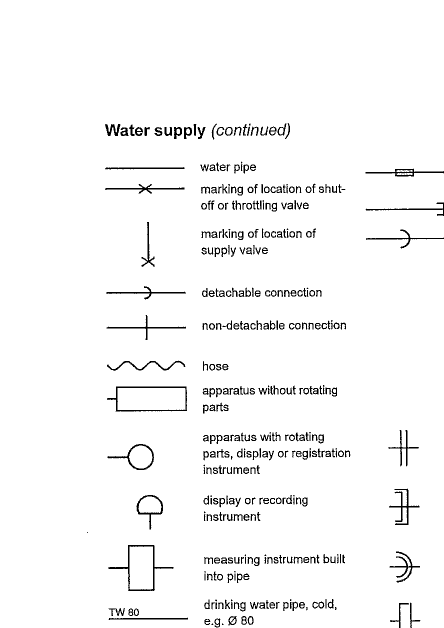 Water supply (continued)
water pipe
marking of location of shut-
off or throttling valve
marking of location of
supply valve
detachable connection
non-detachable connection
hose
apparatus without rotating
parts
apparatus with rotating
parts, display or registration
instrument
display or recording
instrument
measuring instrument built
into pipe
TW 80
drinking water pipe, cold,
e.g. Ø 80